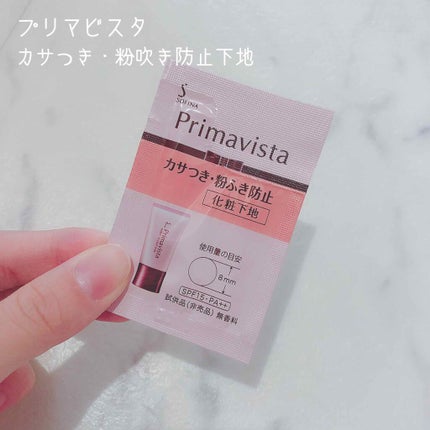 プリマビスタ
カサつき・粉吹き防止下地
SOFINA
Primavista
カサつき・粉ふき防止
化粧下地
Primavista
使用量の目安
8mm
SPF15・PA++
試供品(非売品) 無香料